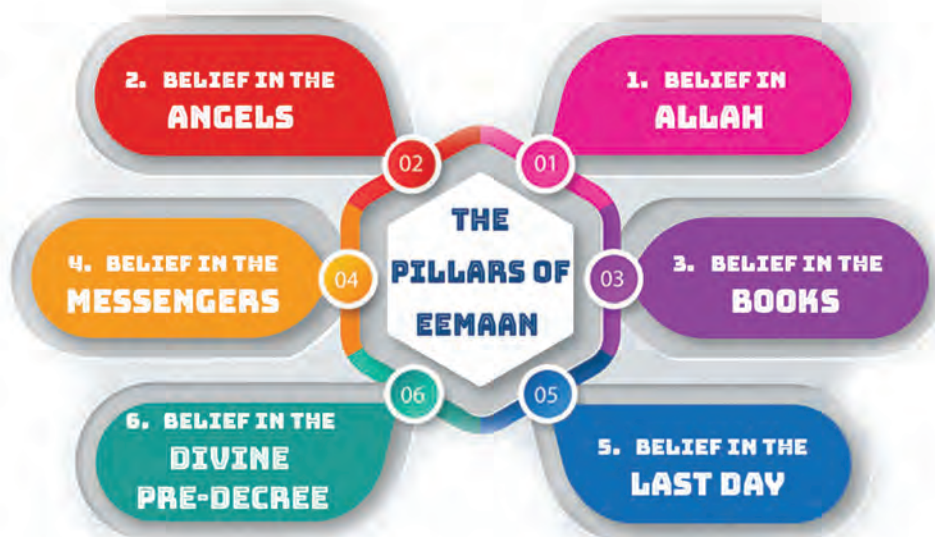 1. BELIEF IN
ALLAH
01
2. BELIEF IN THE
ANGELS
02
3. BELIEF IN THE
BOOKS
03
4. BELIEF IN THE
MESSENGERS
04
5. BELIEF IN THE
LAST DAY
05
6. BELIEF IN THE
DIVINE
PRE-DECREE
06
THE
PILLARS OF
EEMAAN